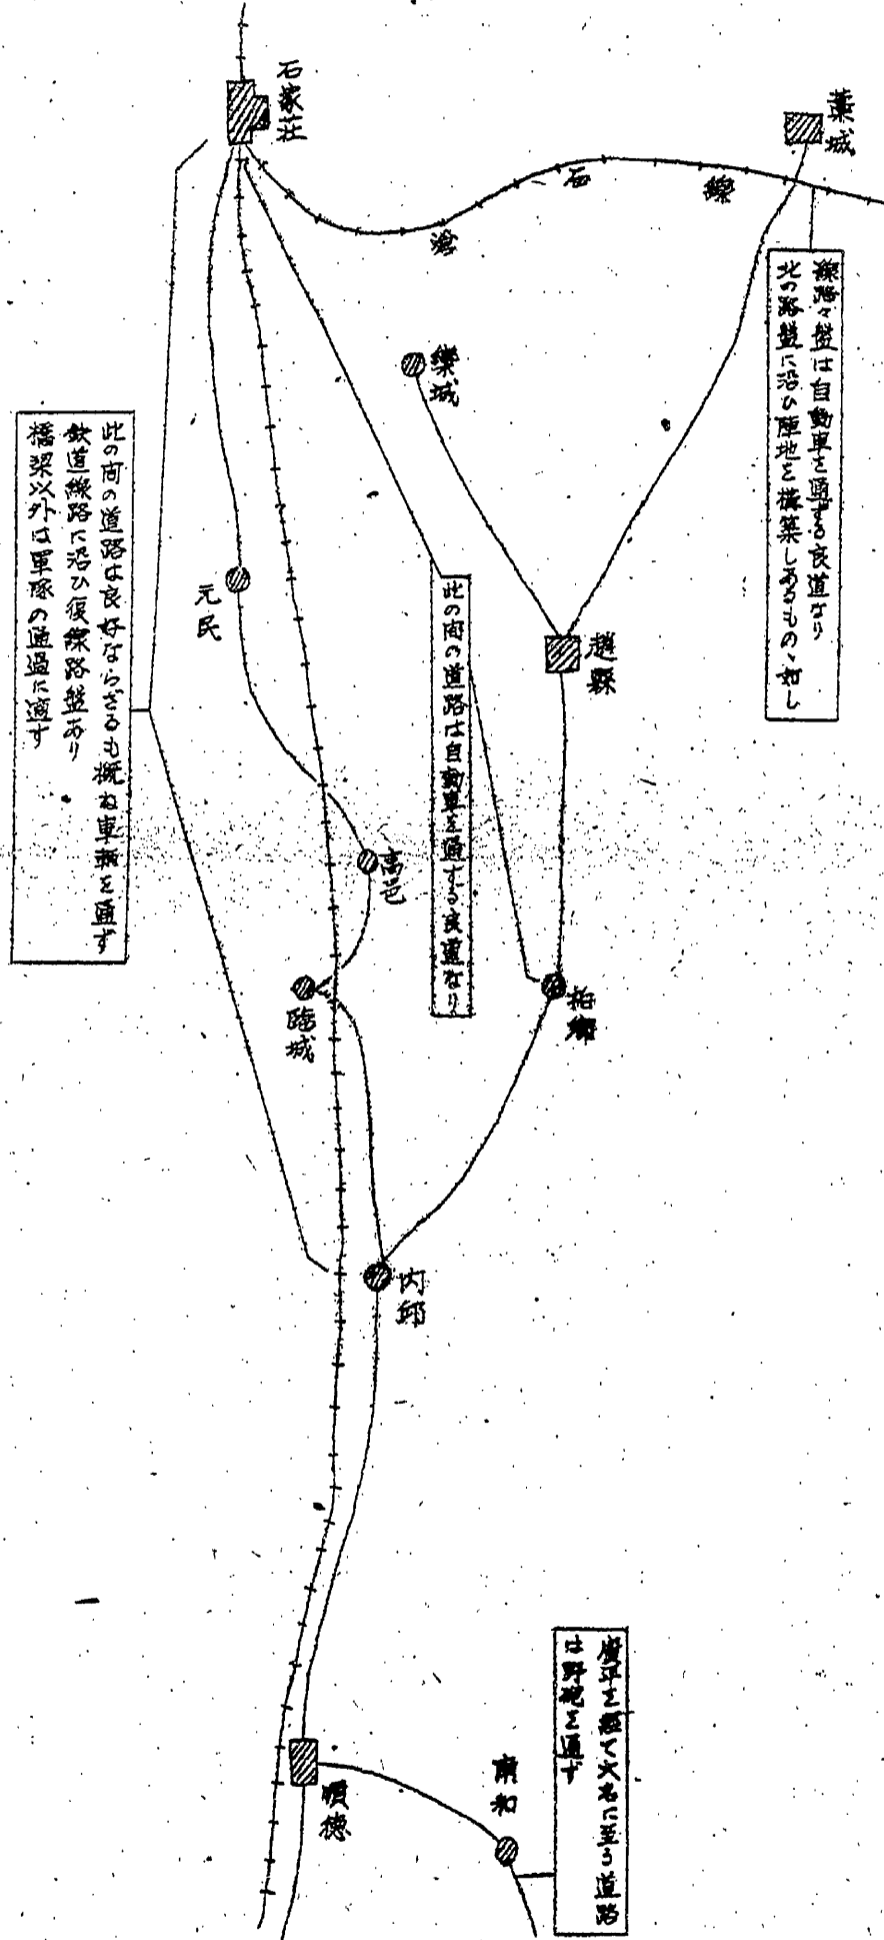 藁城
石家荘
滄
石
線
線路々盤は自動車を通する良道なり
北の路盤に沿ひ陣地を構築しあるものゝ如し
欒城
元氏
趙縣
此の間の道路は自動車を通する良道なり
此の間の道路は良好ならざるも概ね車輌を通ず
鉄道線路に沿ひ復線路盤あり
橋梁以外は軍隊の通過に適す
高邑
柏郷
臨城
内邱
廣平を経て大名に至る道路
は野砲を通ず
順徳
南和